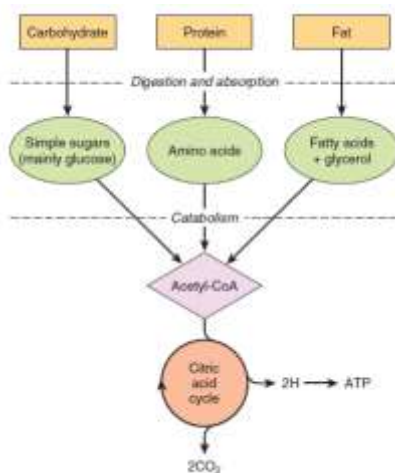 Carbohydrate Protein Fat
Digestion and absorption
Simple sugars
(mainly glucose)
Amino acids
Fatty acids
+ glycerol
Catabolism
Acetyl-CoA
Citric
acid
cycle
2H ATP
2CO₂